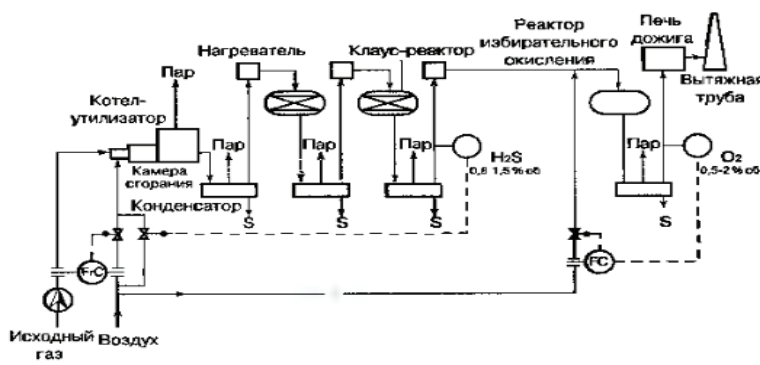 Нагреватель
Клаус-реактор
Реактор
избирательного
окисления
Печь
дожига
Вытяжная
труба
Пар
Котел-
утилизатор
Камера
сгорания
Пар
Пар
Пар
Пар
H2S
0,8 1,5% об
O2
0,5-2% об
Конденсатор
S
S
S
S
FrC
FC
Исходный
газ
Воздух